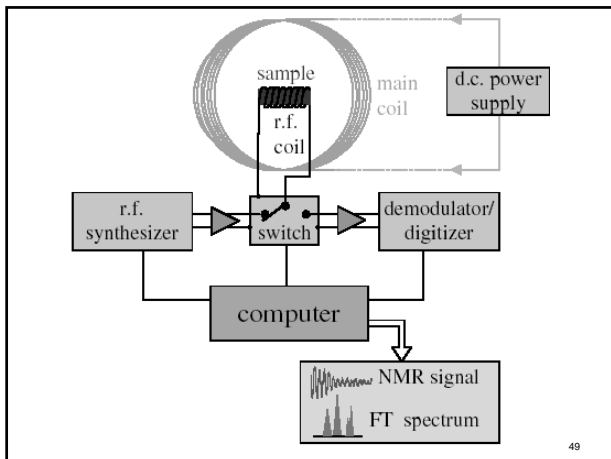 sample
r.f.
coil
main
coil
d.c. power
supply
r.f.
synthesizer
switch
demodulator/
digitizer
computer
NMR signal
FT spectrum
49